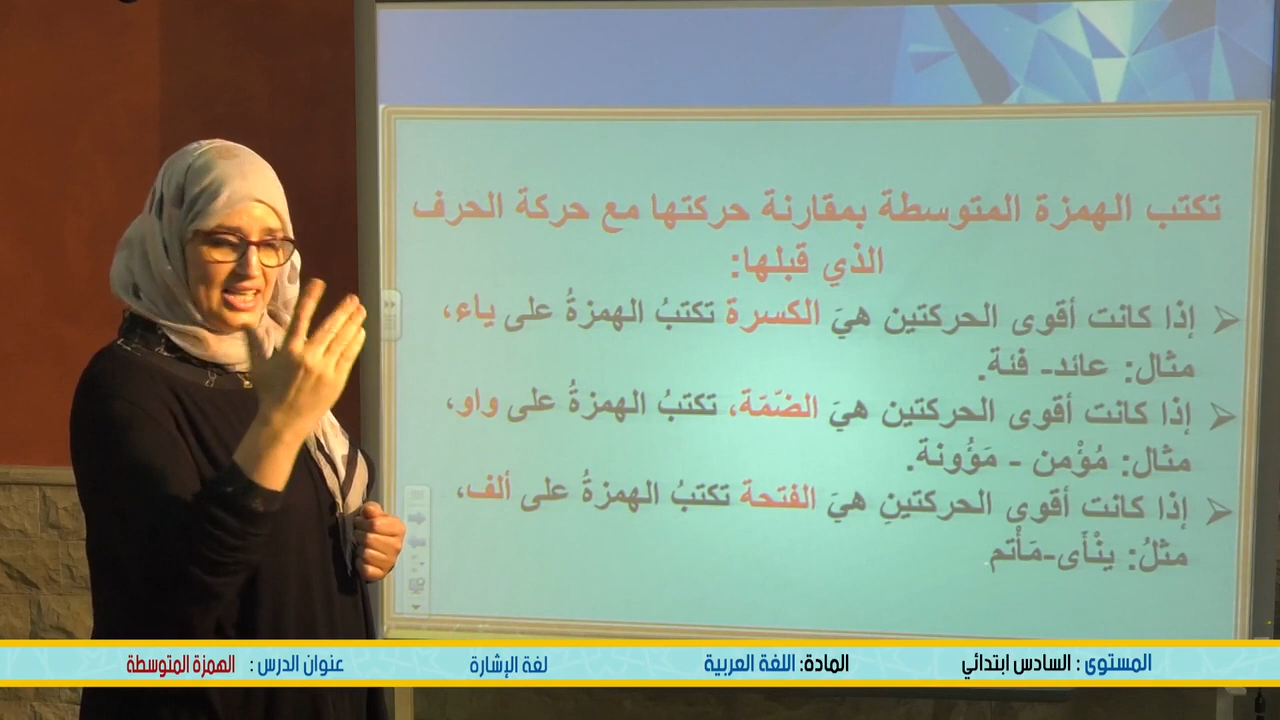 تكتب الهمزة المتوسطة بمقارنة حركتها مع حركة الحرف
الذي قبلها:
إذا كانت أقوى الحركتين هيَ الكسرة تكتبُ الهمزةُ على ياء،
مثال: عائد- فئة.
إذا كانت أقوى الحركتين هيَ الضّمّة، تكتبُ الهمزةُ على واو،
مثال: مُؤْمن - مَؤُونة.
إذا كانت أقوى الحركتينِ هيَ الفتحة تكتبُ الهمزةُ على ألف،
مثلُ: ينْأَى-مَأْتم.
المستوى : السادس ابتدائي المادة: اللغة العربية لغة الإشارة عنوان الدرس : الهمزة المتوسطة